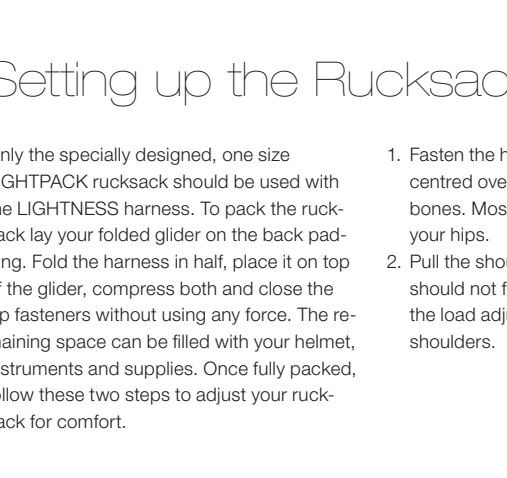 Setting up the Rucksac
nly the specially designed, one size
GHTPACK rucksack should be used with
he LIGHTNESS harness. To pack the ruck-
ack lay your folded glider on the back pad-
ng. Fold the harness in half, place it on top
f the glider, compress both and close the
p fasteners without using any force. The re-
aining space can be filled with your helmet,
struments and supplies. Once fully packed,
llow these two steps to adjust your ruck-
ack for comfort.
1. Fasten the h
centred ove
bones. Mos
your hips.
2. Pull the shou
should not f
the load adj
shoulders.